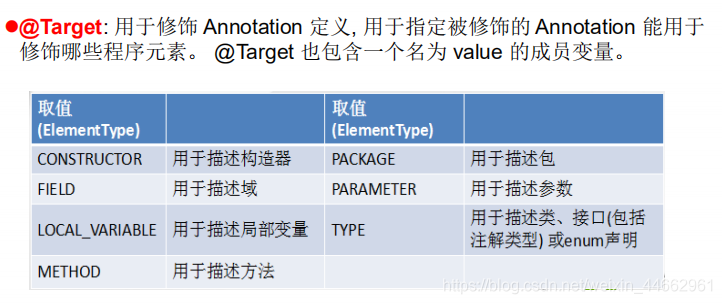 ●@Target: 用于修饰 Annotation 定义, 用于指定被修饰的 Annotation 能用于
修饰哪些程序元素。 @Target 也包含一个名为 value 的成员变量。
取值 取值
(ElementType) (ElementType)
CONSTRUCTOR 用于描述构造器 PACKAGE 用于描述包
FIELD 用于描述域 PARAMETER 用于描述参数
LOCAL_VARIABLE 用于描述局部变量 TYPE 用于描述类、接口(包括
注解类型) 或enum声明
METHOD 用于描述方法
https://blog.csdn.net/weixin_44662961